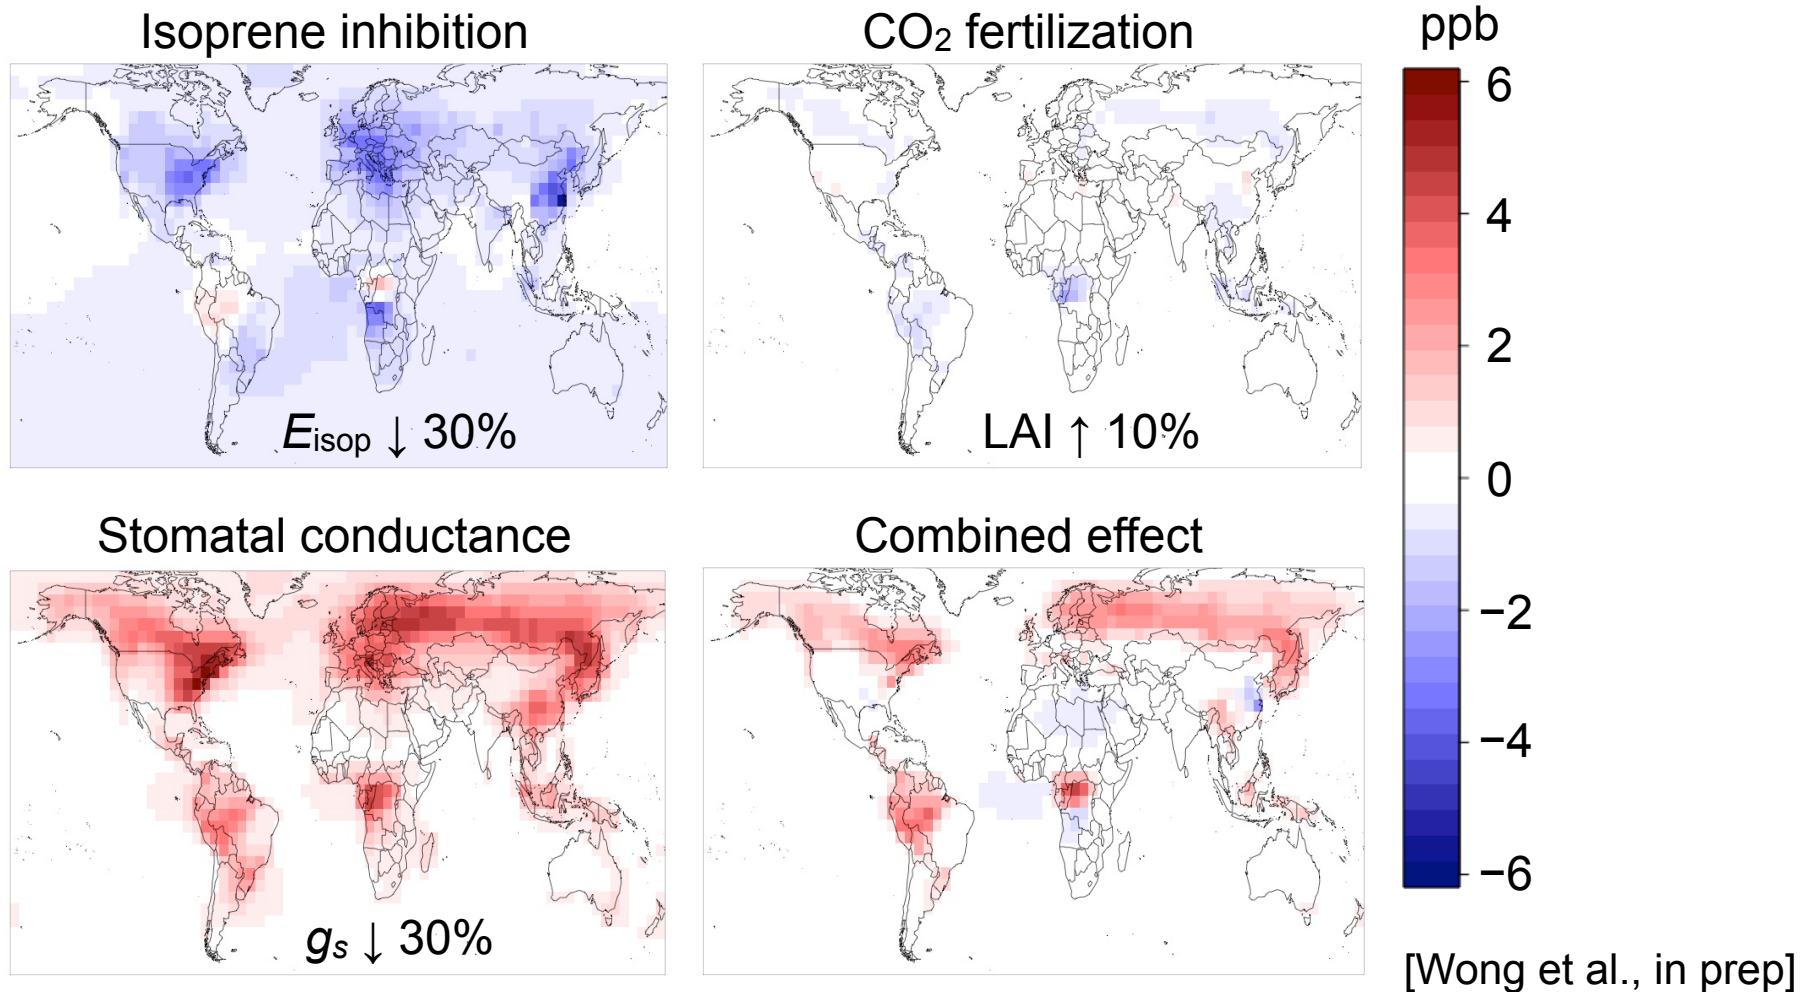 Isoprene inhibition
CO₂ fertilization
ppb
E isop ↓ 30%
LAI ↑ 10%
Stomatal conductance
Combined effect
gs ↓ 30%
6
4
2
0
−2
−4
−6
[Wong et al., in prep]